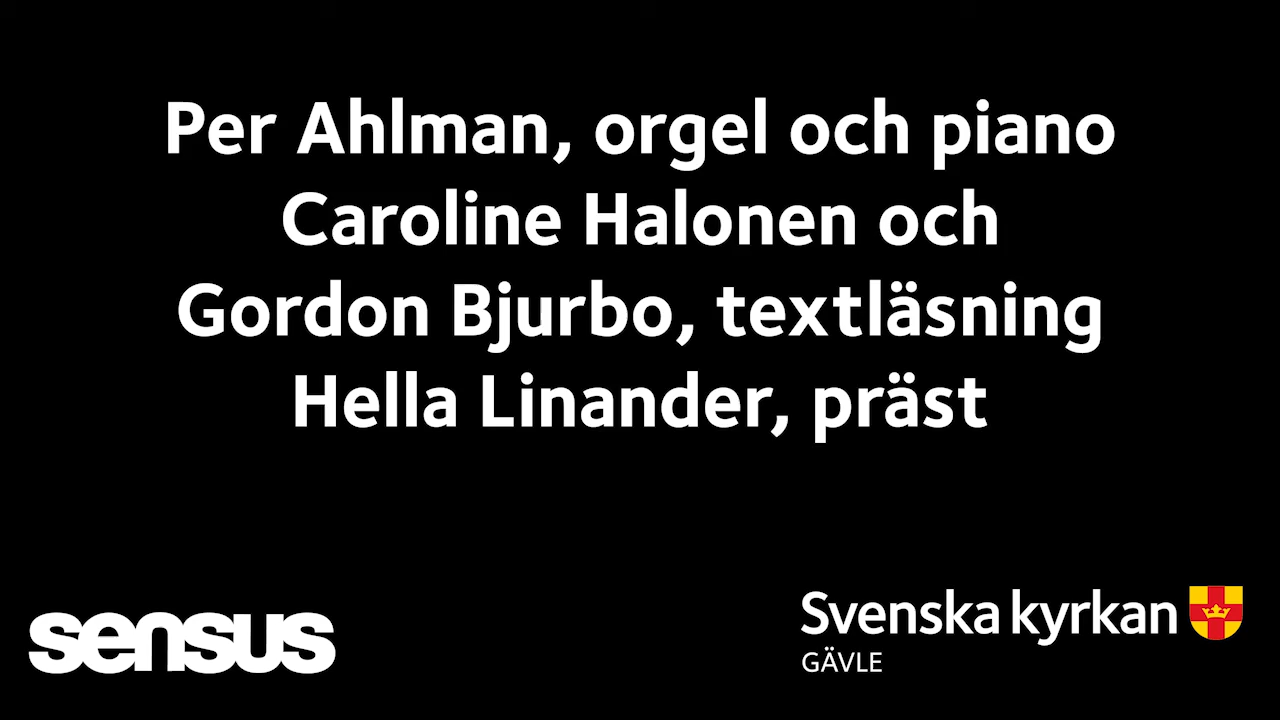 Per Ahlman, orgel och piano
Caroline Halonen och
Gordon Bjurbo, textläsning
Hella Linander, präst
sensus
Svenska kyrkan
GÄVLE